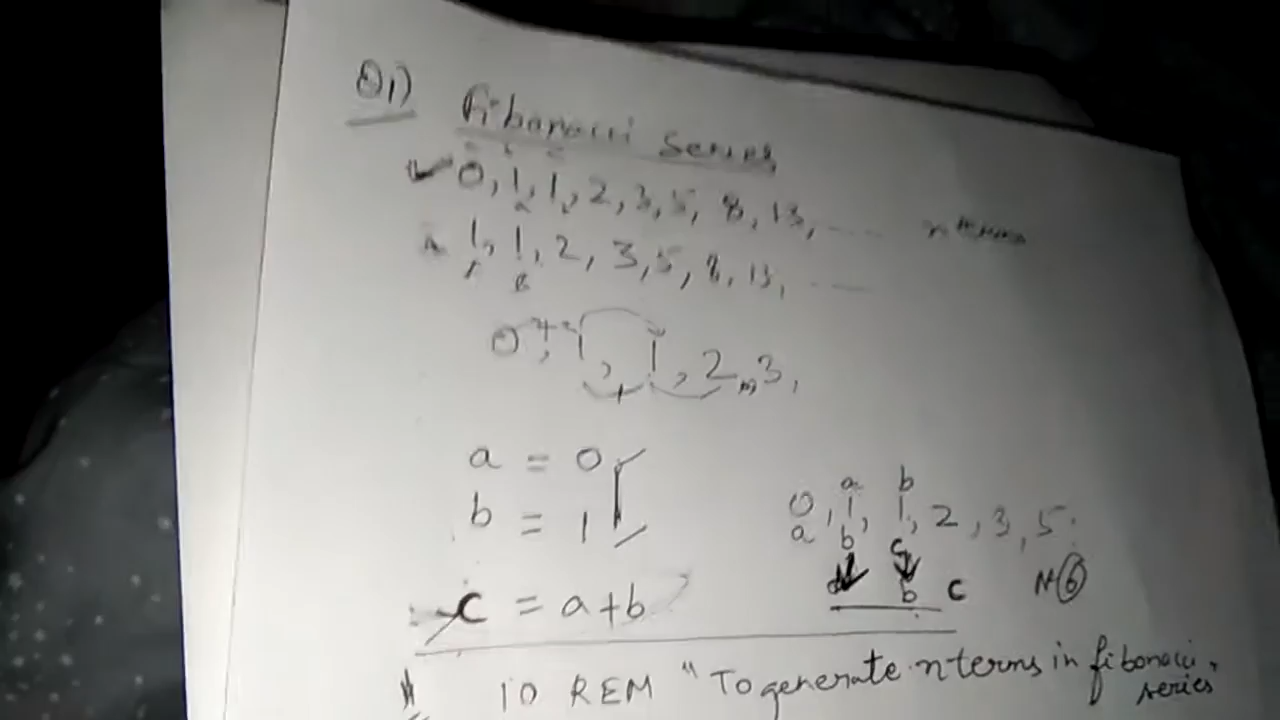 Q1) Fibonacci series
0, 1, 1, 2, 3, 5, 8, 13, ......
1, 1, 2, 3, 5, 8, 13, ......
0, 1, 1, 2, 3,
a = 0
b = 1
c = a+b
a b
0, 1, 1, 2, 3, 5
a b c
b c N 6
10 REM "To generate n terms in fibonacci
series"